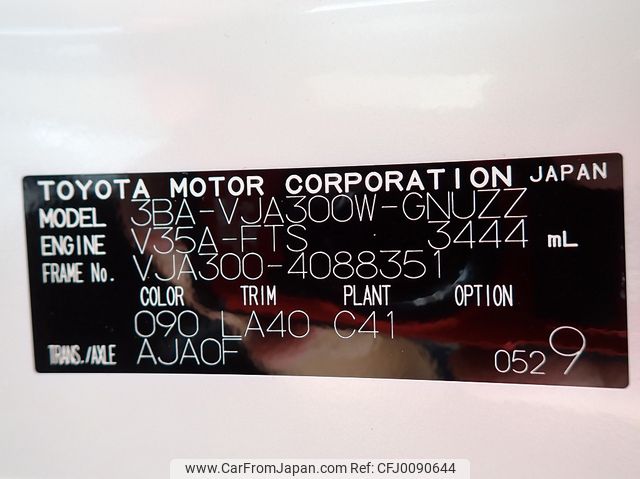 TOYOTA MOTOR CORPORATION JAPAN
MODEL 3BA-VJA300W-GNUZZ
ENGINE V35A-FTS 3444 mL
FRAME No. VJA300-4088351
COLOR TRIM PLANT OPTION
090 LA40 C41
TRANS./AXLE AJA0F
0529
www.CarFromJapan.com | CFJ0090644